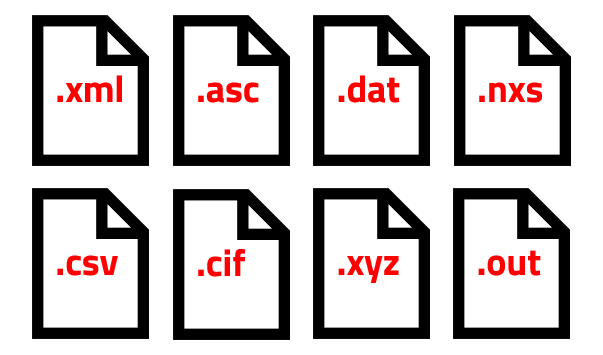 .xml .asc .dat .nxs
.csv .cif .xyz .out